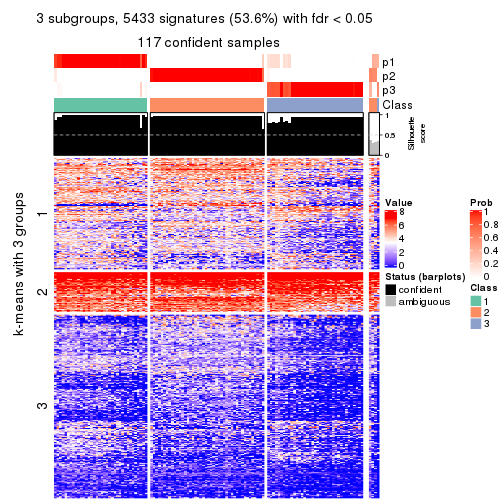 3 subgroups, 5433 signatures (53.6%) with fdr < 0.05
117 confident samples
p1
p2
p3
Class
1
0.5
0
Silhouette
score
k-means with 3 groups
1
2
3
Value
8
6
4
2
0
Status (barplots)
confident
ambiguous
Prob
1
0.8
0.6
0.4
0.2
0
Class
1
2
3